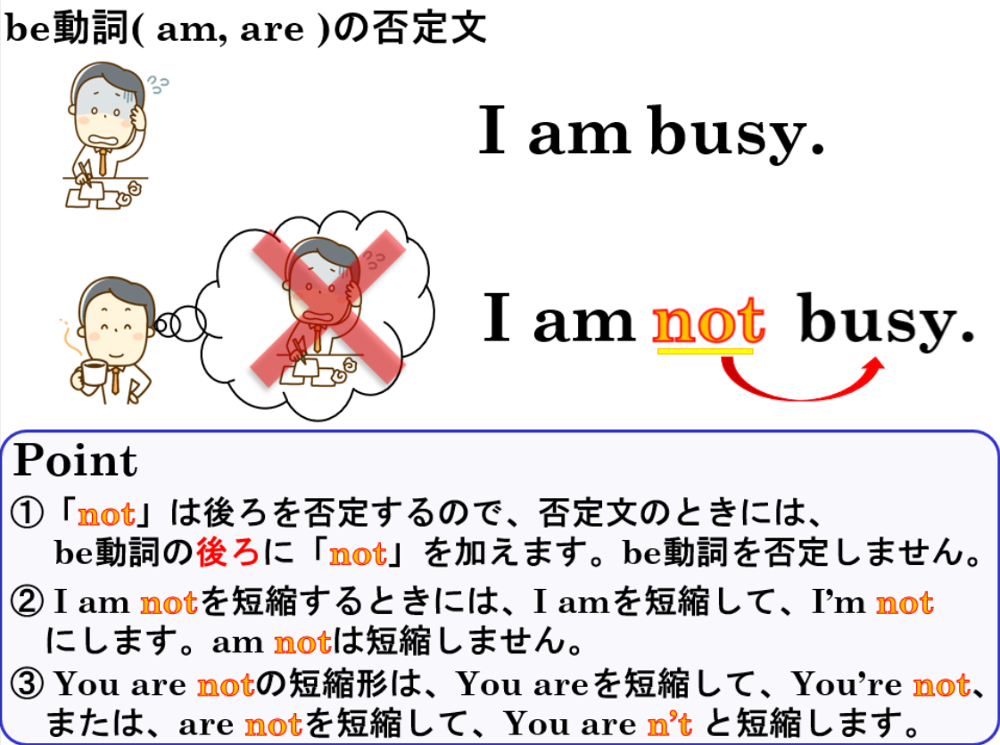 be動詞( am, are )の否定文
I am busy.
I am not busy.
Point
①「not」は後ろを否定するので、否定文のときには、
be動詞の後ろに「not」を加えます。be動詞を否定しません。
② I am notを短縮するときには、I amを短縮して、I’m not
にします。am notは短縮しません。
③ You are notの短縮形は、You areを短縮して、You’re not、
または、are notを短縮して、You are n’t と短縮します。